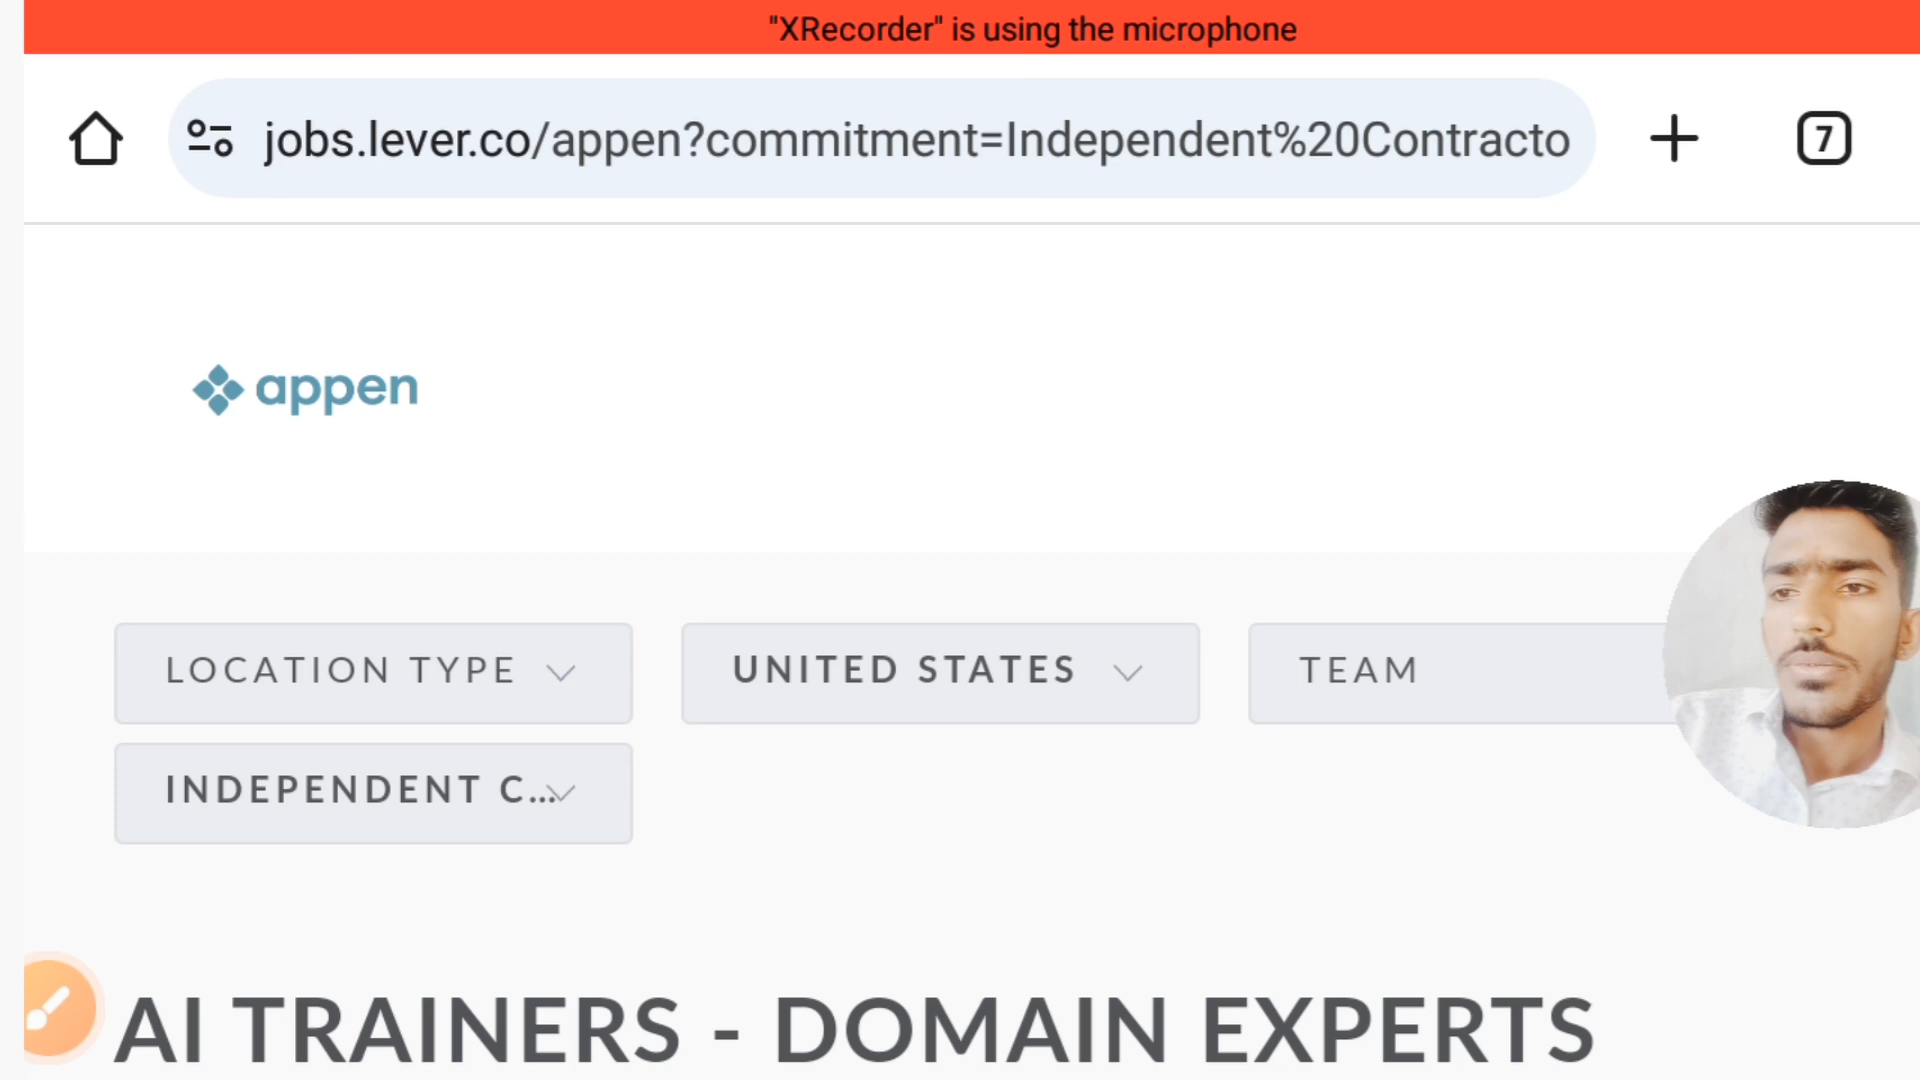 "XRecorder" is using the microphone
jobs.lever.co/appen?commitment=Independent%20Contracto
7
appen
LOCATION TYPE
UNITED STATES
TEAM
INDEPENDENT C...
AI TRAINERS - DOMAIN EXPERTS